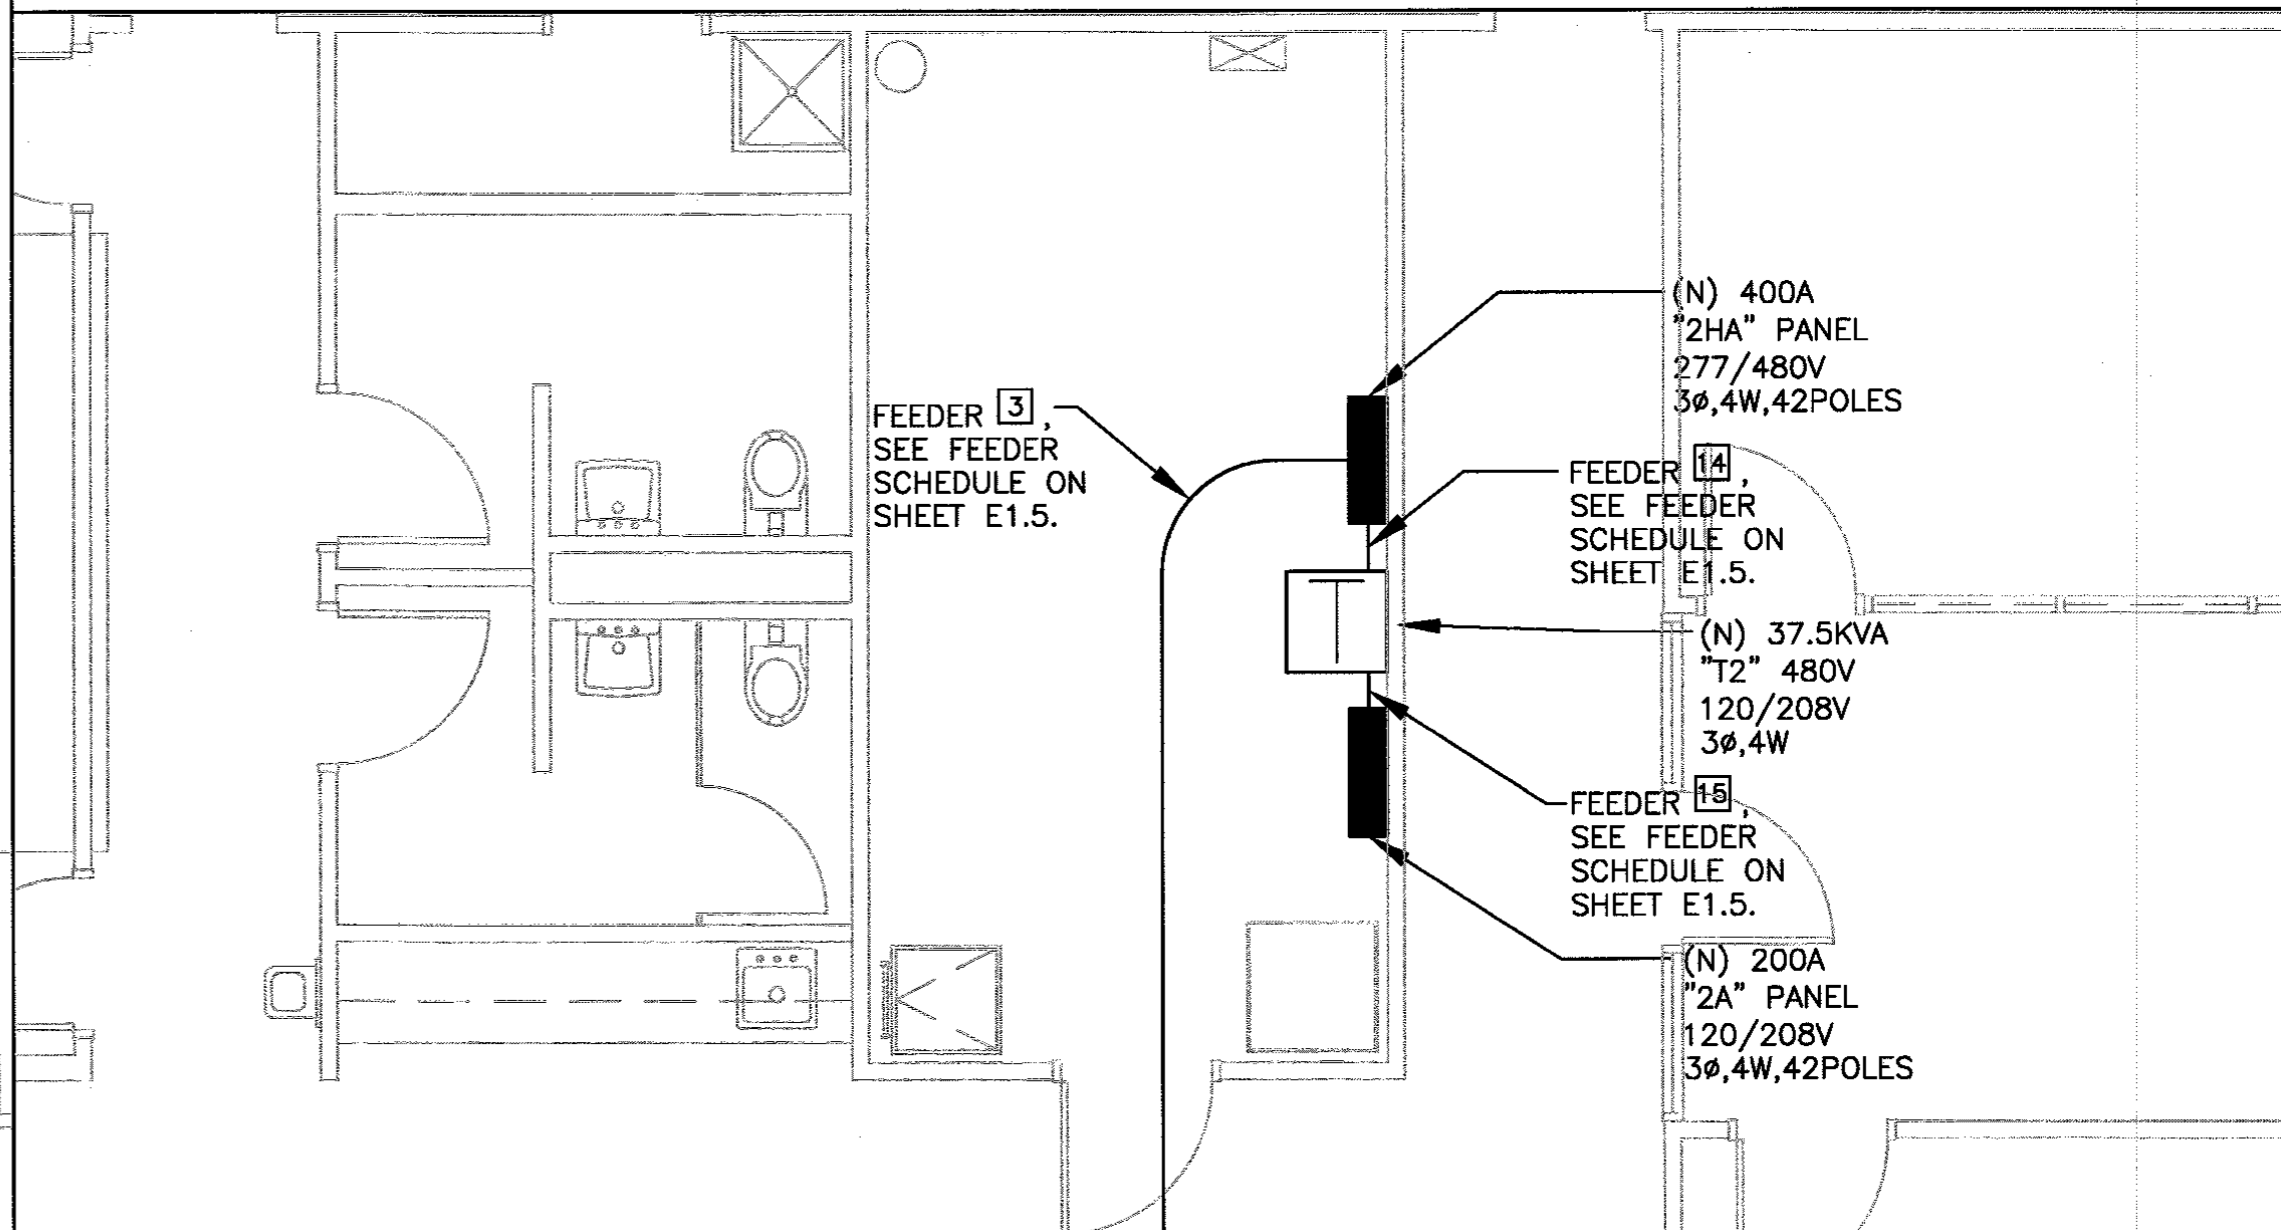 (N) 400A
"2HA" PANEL
277/480V
3ø,4W,42POLES
FEEDER 3,
SEE FEEDER
SCHEDULE ON
SHEET E1.5.
FEEDER 14,
SEE FEEDER
SCHEDULE ON
SHEET E1.5.
T
(N) 37.5KVA
"T2" 480V
120/208V
3ø,4W
FEEDER 15,
SEE FEEDER
SCHEDULE ON
SHEET E1.5.
(N) 200A
"2A" PANEL
120/208V
3ø,4W,42POLES